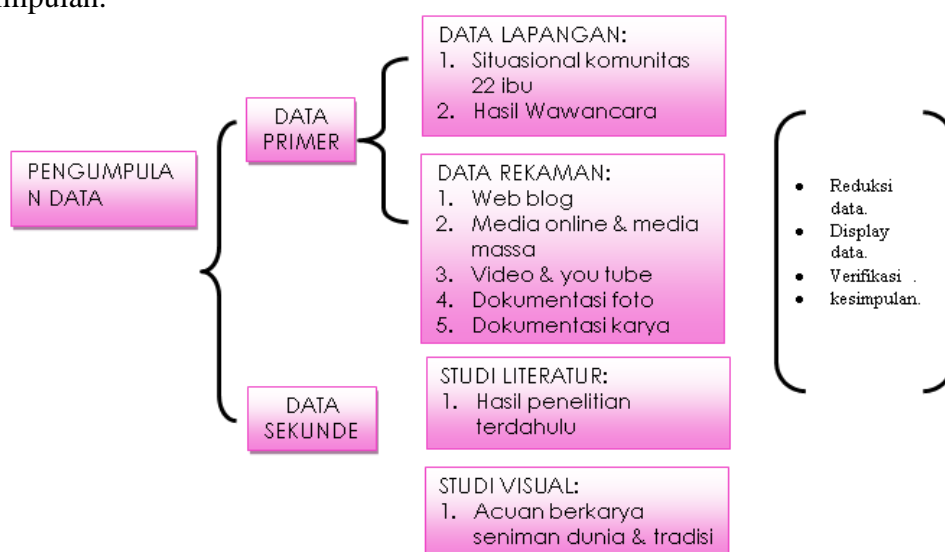 mpulan.
PENGUMPULA
N DATA
DATA
PRIMER
DATA LAPANGAN:
1. Situasional komunitas
22 ibu
2. Hasil Wawancara
DATA REKAMAN:
1. Web blog
2. Media online & media
massa
3. Video & you tube
4. Dokumentasi foto
5. Dokumentasi karya
DATA
SEKUNDE
STUDI LITERATUR:
1. Hasil penelitian
terdahulu
STUDI VISUAL:
1. Acuan berkarya
seniman dunia & tradisi
• Reduksi
data.
• Display
data.
• Verifikasi .
• kesimpulan.